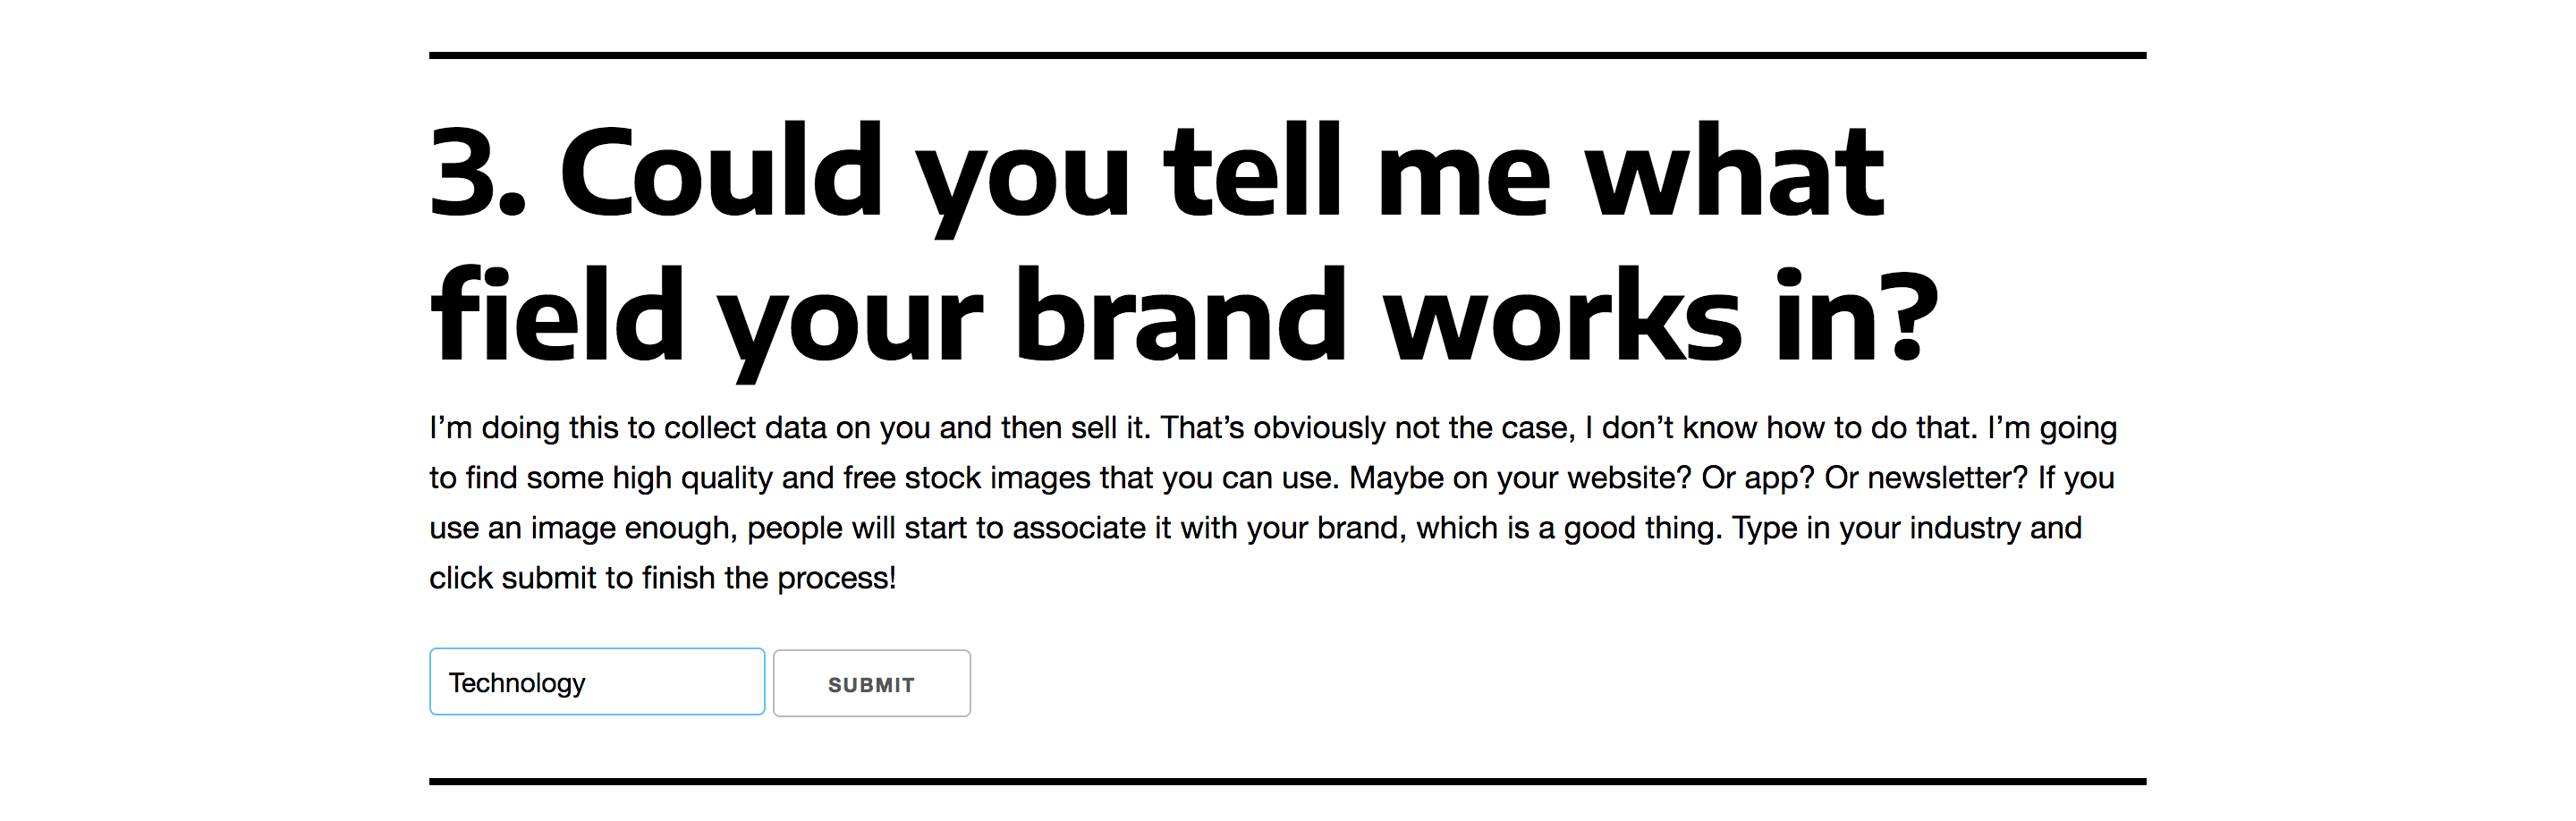 3. Could you tell me what
field your brand works in?
I’m doing this to collect data on you and then sell it. That’s obviously not the case, I don’t know how to do that. I’m going
to find some high quality and free stock images that you can use. Maybe on your website? Or app? Or newsletter? If you
use an image enough, people will start to associate it with your brand, which is a good thing. Type in your industry and
click submit to finish the process!
Technology
SUBMIT